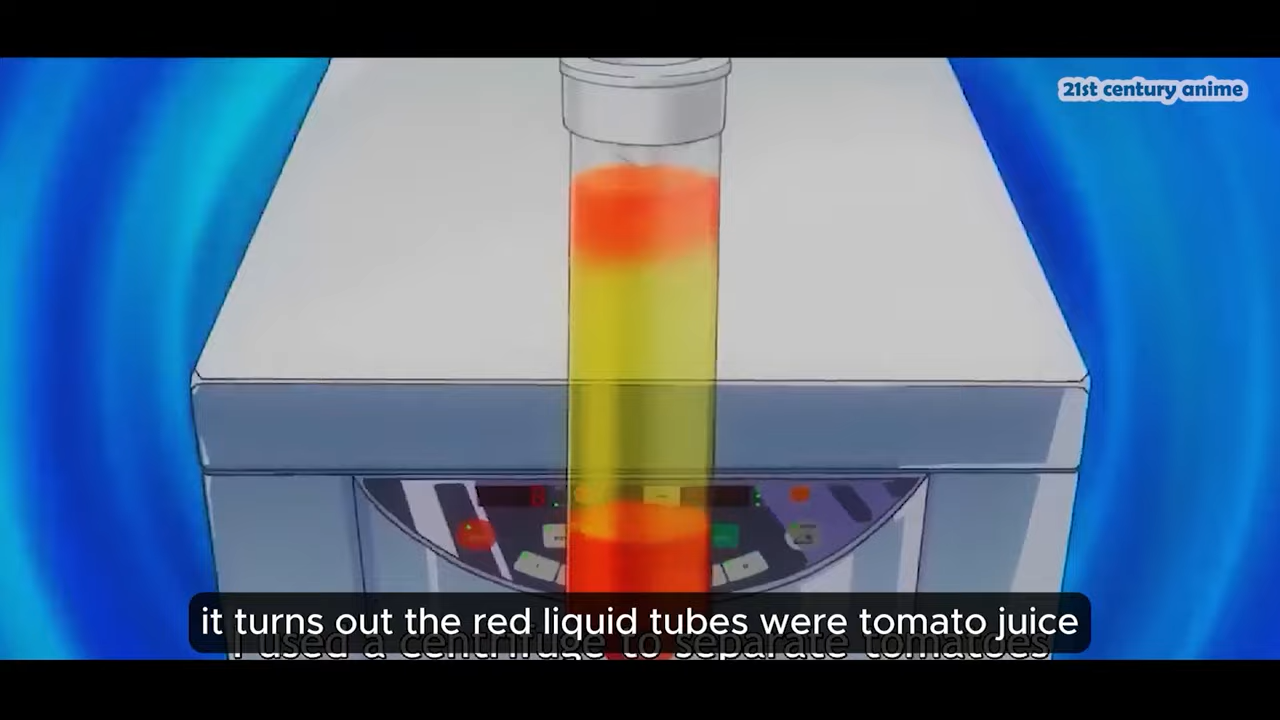 21st century anime
it turns out the red liquid tubes were tomato juice
I used a centrifuge to separate tomatoes